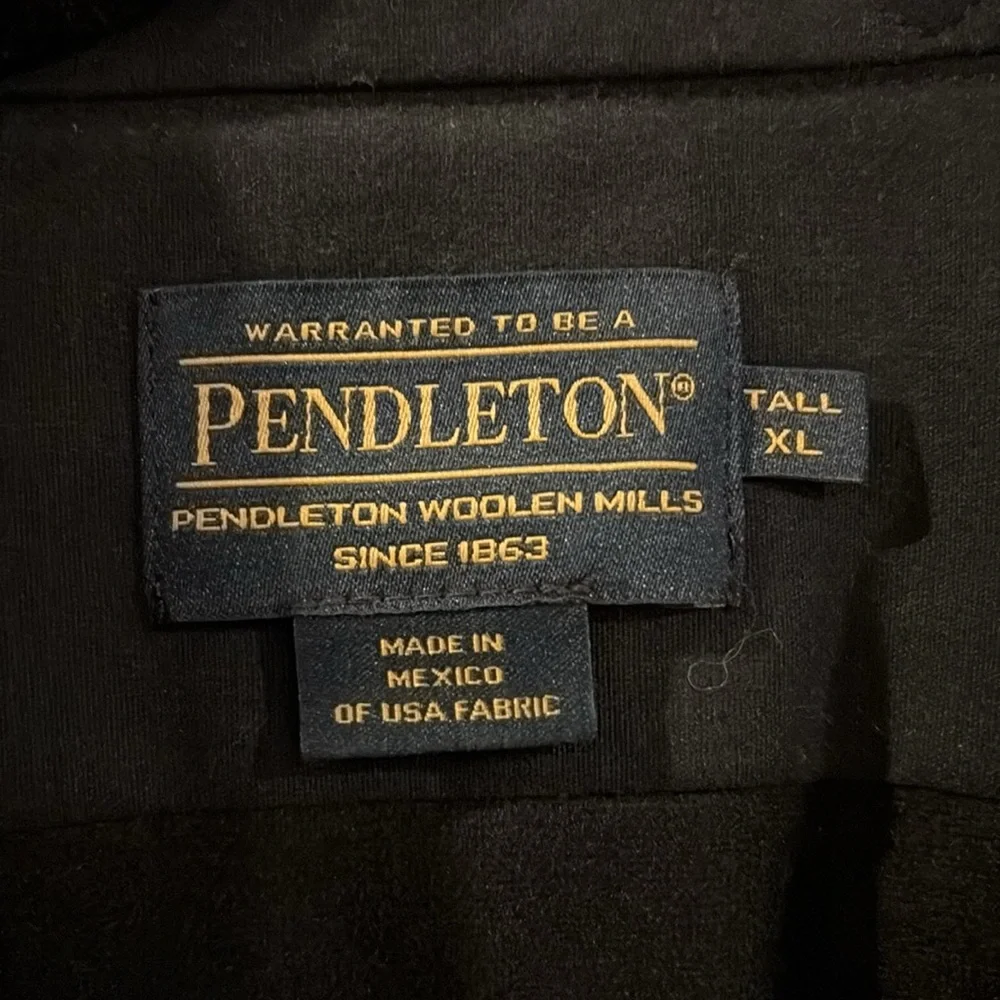 WARRANTED TO BE A
PENDLETON®
PENDLETON WOOLEN MILLS
SINCE 1863
TALL
XL
MADE IN
MEXICO
OF USA FABRIC